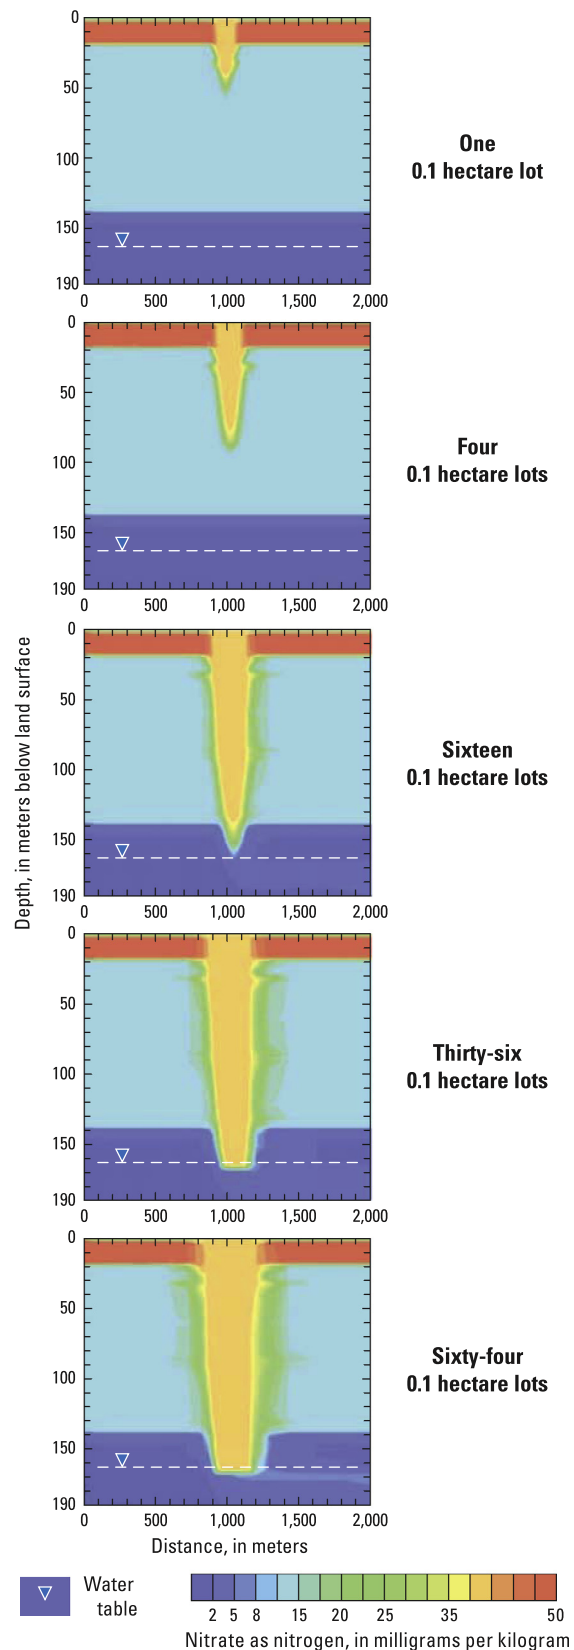 0
50
100
150
190
0 500 1,000 1,500 2,000
One
0.1 hectare lot
0
50
100
150
190
0 500 1,000 1,500 2,000
Four
0.1 hectare lots
0
50
100
150
190
0 500 1,000 1,500 2,000
Sixteen
0.1 hectare lots
Depth, in meters below land surface
0
50
100
150
190
0 500 1,000 1,500 2,000
Thirty-six
0.1 hectare lots
0
50
100
150
190
0 500 1,000 1,500 2,000
Sixty-four
0.1 hectare lots
Distance, in meters
Water
table
2 5 8 15 20 25 35 50
Nitrate as nitrogen, in milligrams per kilogram